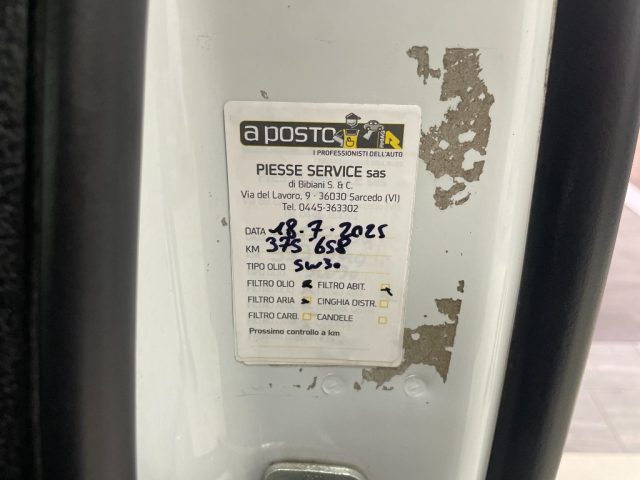 a posto
I PROFESSIONISTI DELL'AUTO
PIESSE SERVICE sas
di Bibiani S. & C.
Via del Lavoro, 9 - 36030 Sarcedo (VI)
Tel. 0445-363302
DATA 18.7.2025
KM 375 658
TIPO OLIO 5W30
FILTRO OLIO FILTRO ABIT.
FILTRO ARIA CINGHIA DISTR.
FILTRO CARB. CANDELE
Prossimo controllo a km